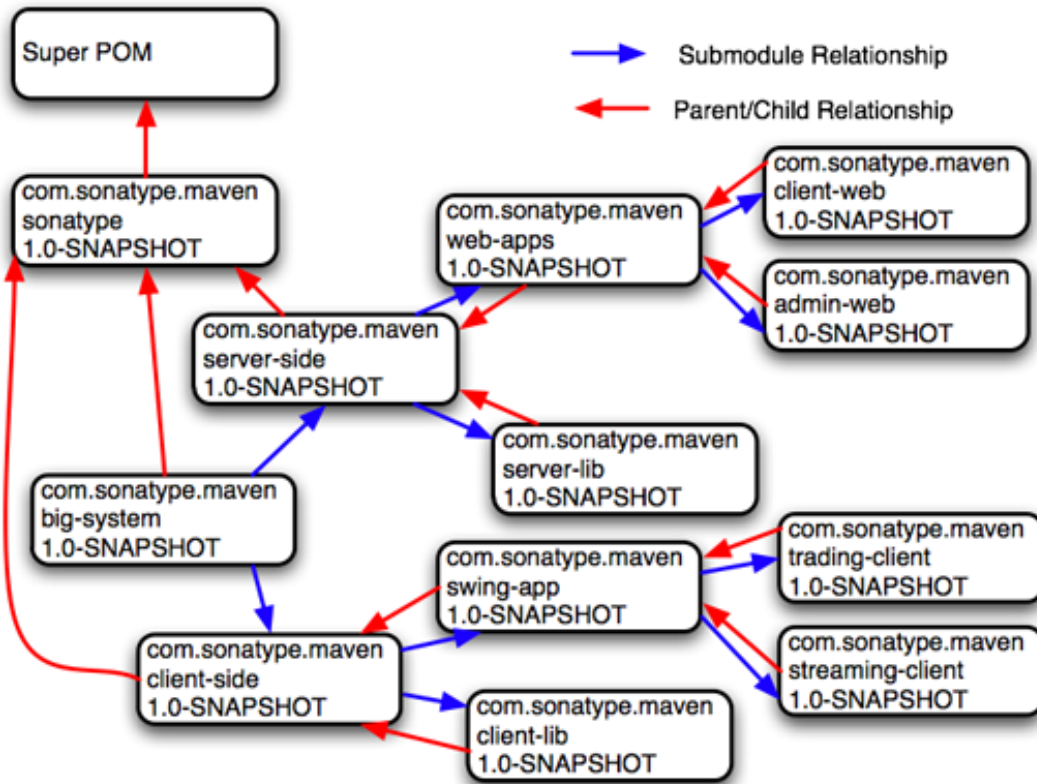 Super POM
Submodule Relationship
Parent/Child Relationship
com.sonatype.maven
sonatype
1.0-SNAPSHOT
com.sonatype.maven
web-apps
1.0-SNAPSHOT
com.sonatype.maven
client-web
1.0-SNAPSHOT
com.sonatype.maven
admin-web
1.0-SNAPSHOT
com.sonatype.maven
server-side
1.0-SNAPSHOT
com.sonatype.maven
server-lib
1.0-SNAPSHOT
com.sonatype.maven
big-system
1.0-SNAPSHOT
com.sonatype.maven
swing-app
1.0-SNAPSHOT
com.sonatype.maven
trading-client
1.0-SNAPSHOT
com.sonatype.maven
streaming-client
1.0-SNAPSHOT
com.sonatype.maven
client-side
1.0-SNAPSHOT
com.sonatype.maven
client-lib
1.0-SNAPSHOT